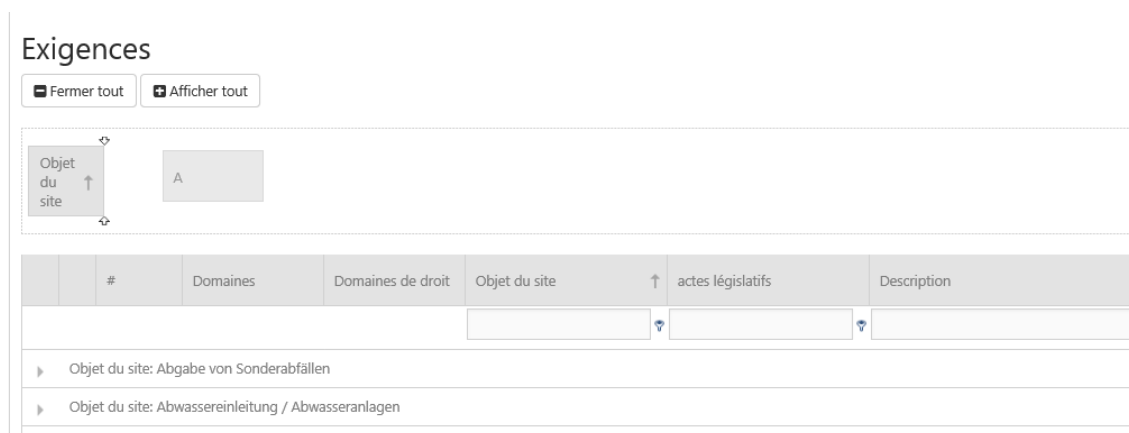 Exigences
Fermer tout Afficher tout
Objet
du
site
A
# Domaines Domaines de droit Objet du site actes législatifs Description
Objet du site: Abgabe von Sonderabfällen
Objet du site: Abwassereinleitung / Abwasseranlagen